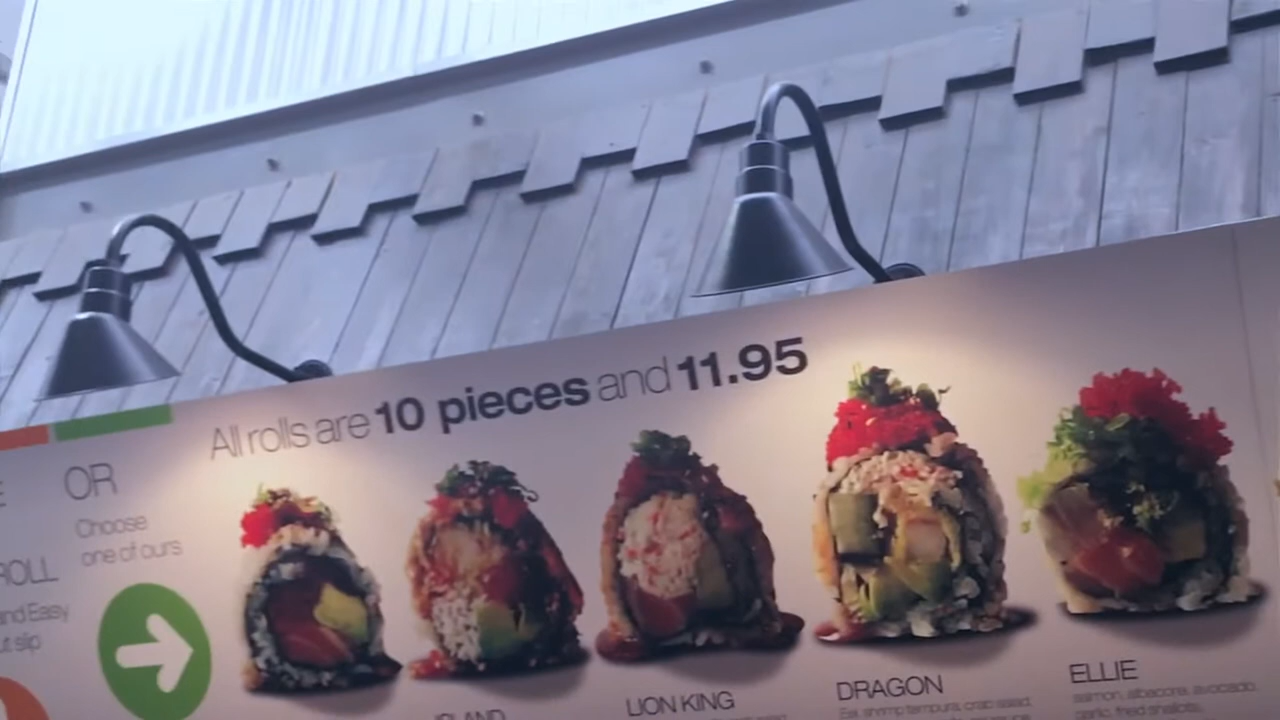 All rolls are 10 pieces and 11.95
OR
Choose
one of ours
ROLL
and Easy
slip
LION KING
DRAGON
shrimp tempura, crab salad,
ELLIE
salmon, albacore, avocado,
garlic, fried shallots,